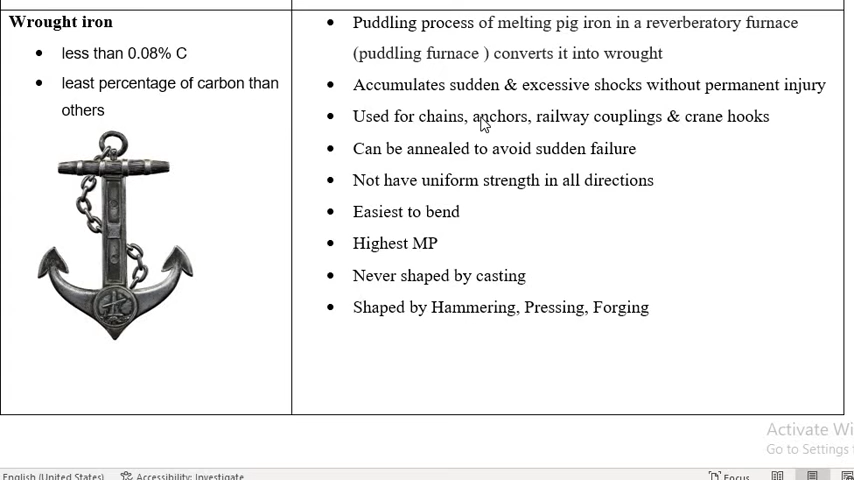 Wrought iron
less than 0.08% C
least percentage of carbon than
others
Puddling process of melting pig iron in a reverberatory furnace
(puddling furnace ) converts it into wrought
Accumulates sudden & excessive shocks without permanent injury
Used for chains, anchors, railway couplings & crane hooks
Can be annealed to avoid sudden failure
Not have uniform strength in all directions
Easiest to bend
Highest MP
Never shaped by casting
Shaped by Hammering, Pressing, Forging
Activate Wi
Go to Settings
English (United States) Accessibility: Investigate Focus